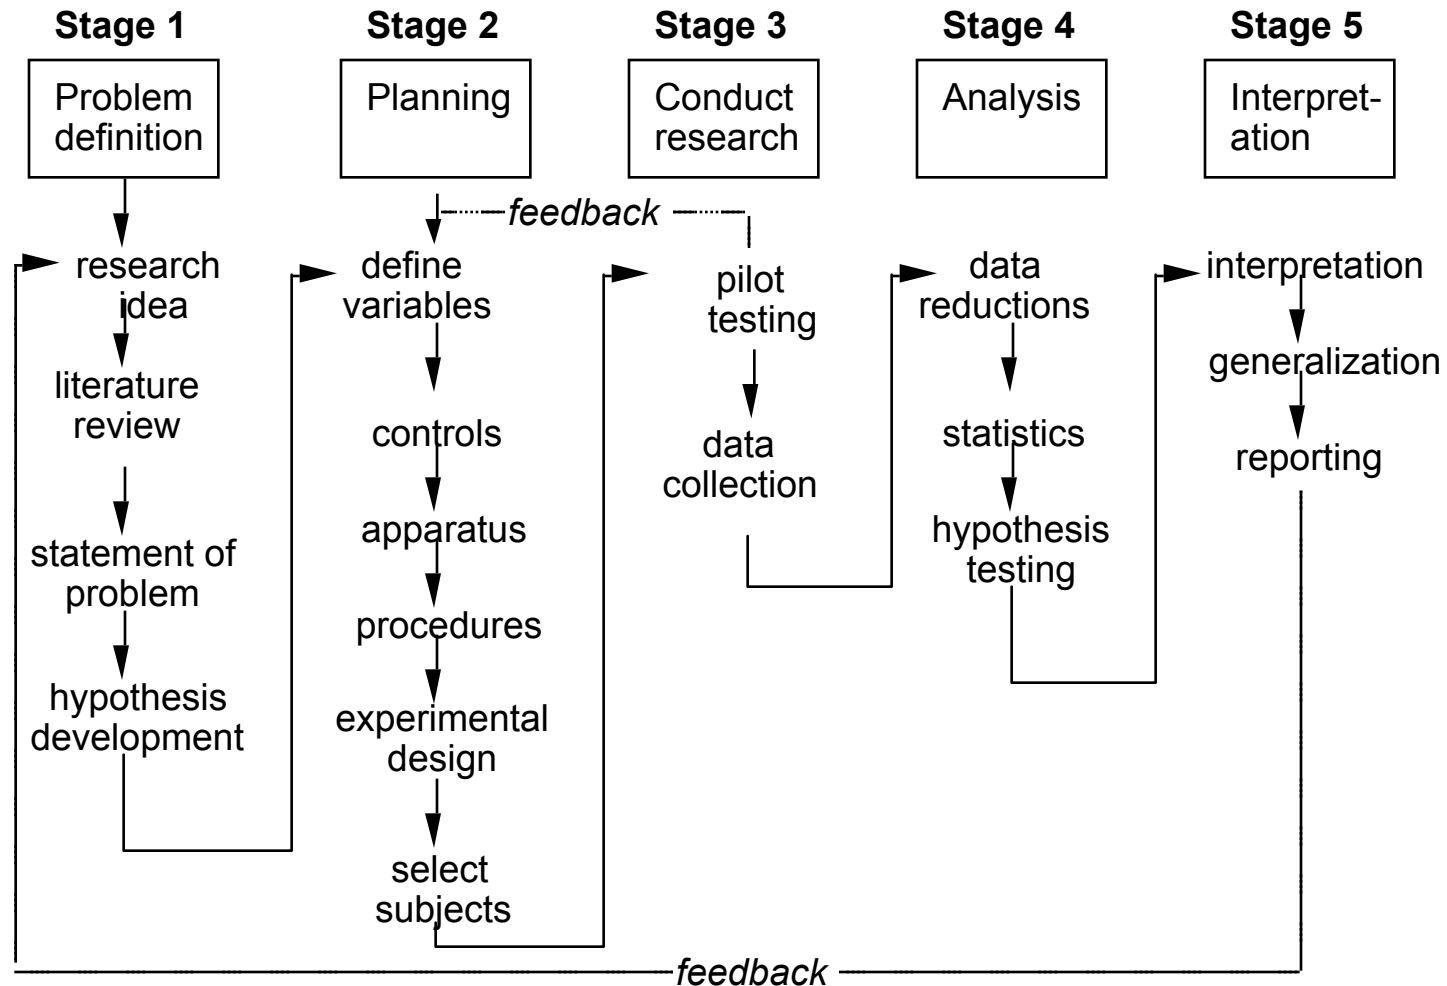 Stage 1
Problem
definition
research
idea
literature
review
statement of
problem
hypothesis
development
Stage 2
Planning
define
variables
controls
apparatus
procedures
experimental
design
select
subjects
Stage 3
Conduct
research
feedback
pilot
testing
data
collection
Stage 4
Analysis
data
reductions
statistics
hypothesis
testing
Stage 5
Interpret-
ation
interpretation
generalization
reporting
feedback